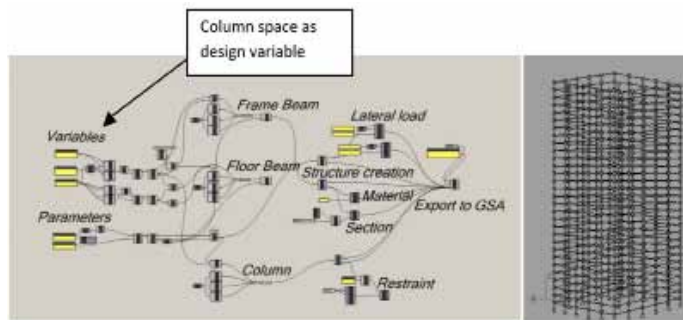 Column space as
design variable
Frame Beam
Lateral load
Variables
Floor Beam
Structure creation
Material
Export to GSA
Section
Parameters
Column
Restraint